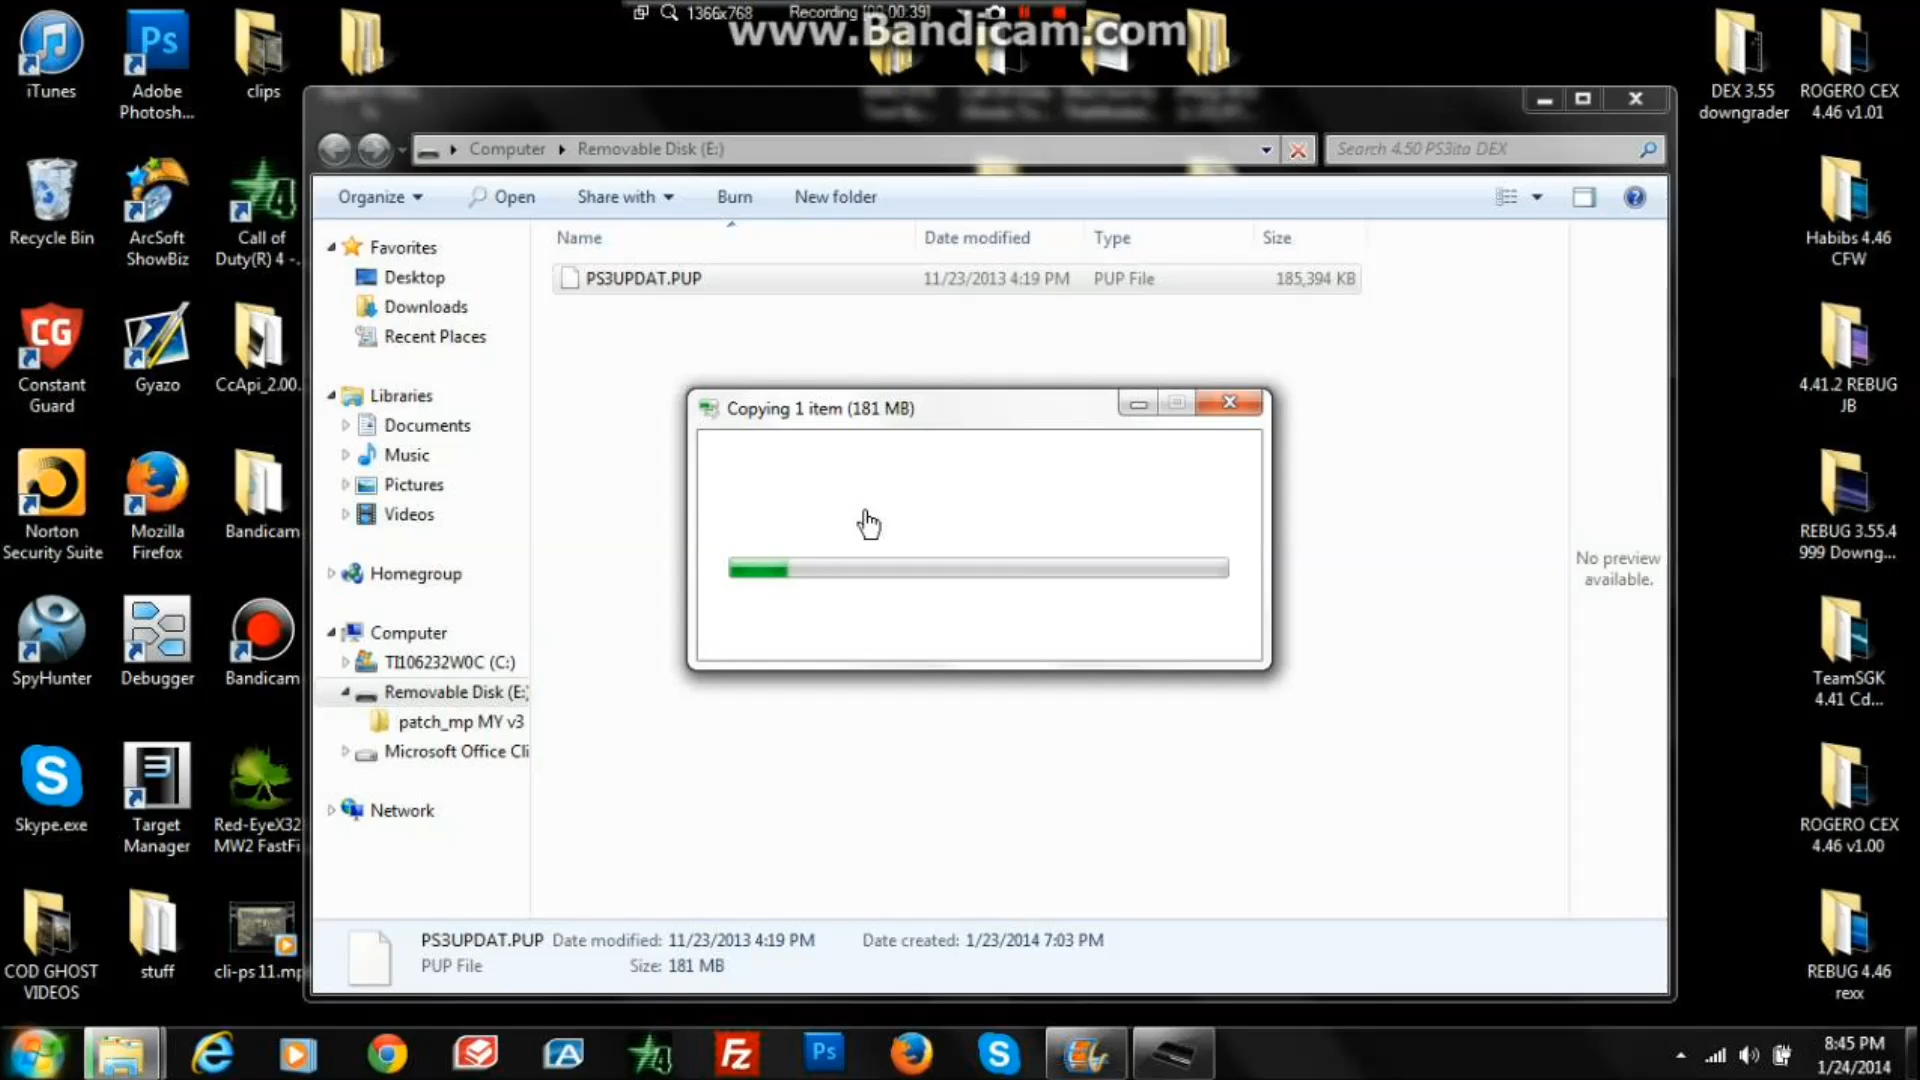 1366x768
Recording [00:00:39]
www.Bandicam.com
iTunes
Adobe
Photosh...
clips
DEX 3.55
downgrader
ROGERO CEX
4.46 v1.01
Computer
Removable Disk (E:)
Search 4.50 PS3ita DEX
Organize
Open
Share with
Burn
New folder
Name
Date modified
Type
Size
PS3UPDAT.PUP
11/23/2013 4:19 PM
PUP File
185,394 KB
Favorites
Desktop
Downloads
Recent Places
Libraries
Documents
Music
Pictures
Videos
Homegroup
Computer
TI106232W0C (C:)
Removable Disk (E:
patch_mp MY v3
Microsoft Office Cli
Network
Copying 1 item (181 MB)
No preview
available.
PS3UPDAT.PUP
Date modified: 11/23/2013 4:19 PM
Date created: 1/23/2014 7:03 PM
PUP File
Size: 181 MB
Recycle Bin
ArcSoft
ShowBiz
Call of
Duty(R) 4 -...
Habibs 4.46
CFW
CG
Constant
Guard
Gyazo
CcApi_2.00...
4.41.2 REBUG
JB
Norton
Security Suite
Mozilla
Firefox
Bandicam
REBUG 3.55.4
999 Downg...
SpyHunter
Debugger
Bandicam
TeamSGK
4.41 Cd...
Skype.exe
Target
Manager
Red-EyeX32
MW2 FastFi
ROGERO CEX
4.46 v1.00
COD GHOST
VIDEOS
stuff
cli-ps 11.mp
REBUG 4.46
rexx
8:45 PM
1/24/2014